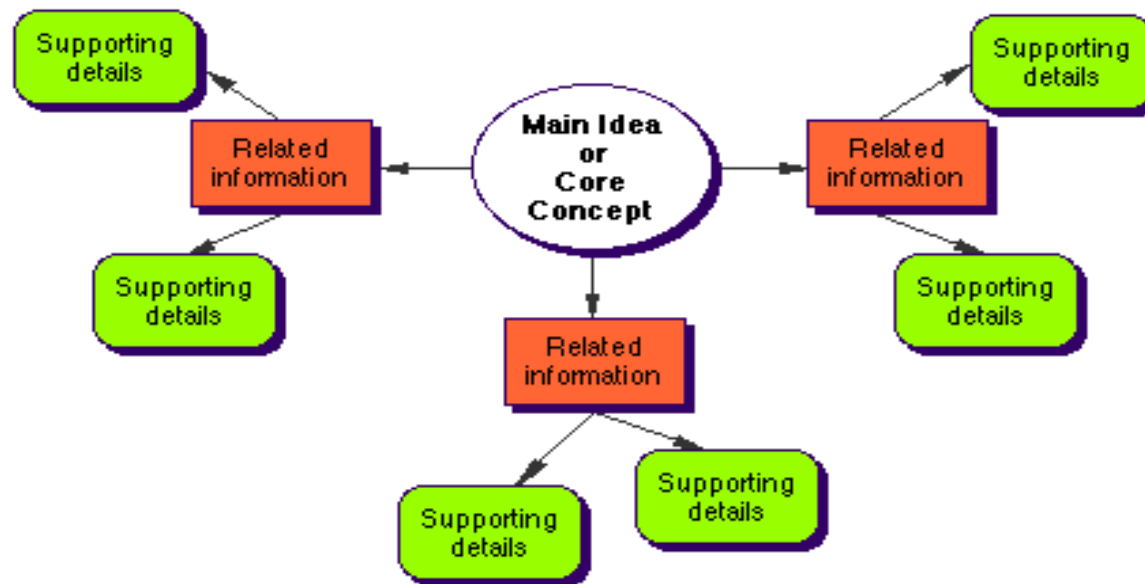 Supporting
details
Supporting
details
Main Idea
or
Core
Concept
Related
information
Related
information
Supporting
details
Supporting
details
Related
information
Supporting
details
Supporting
details